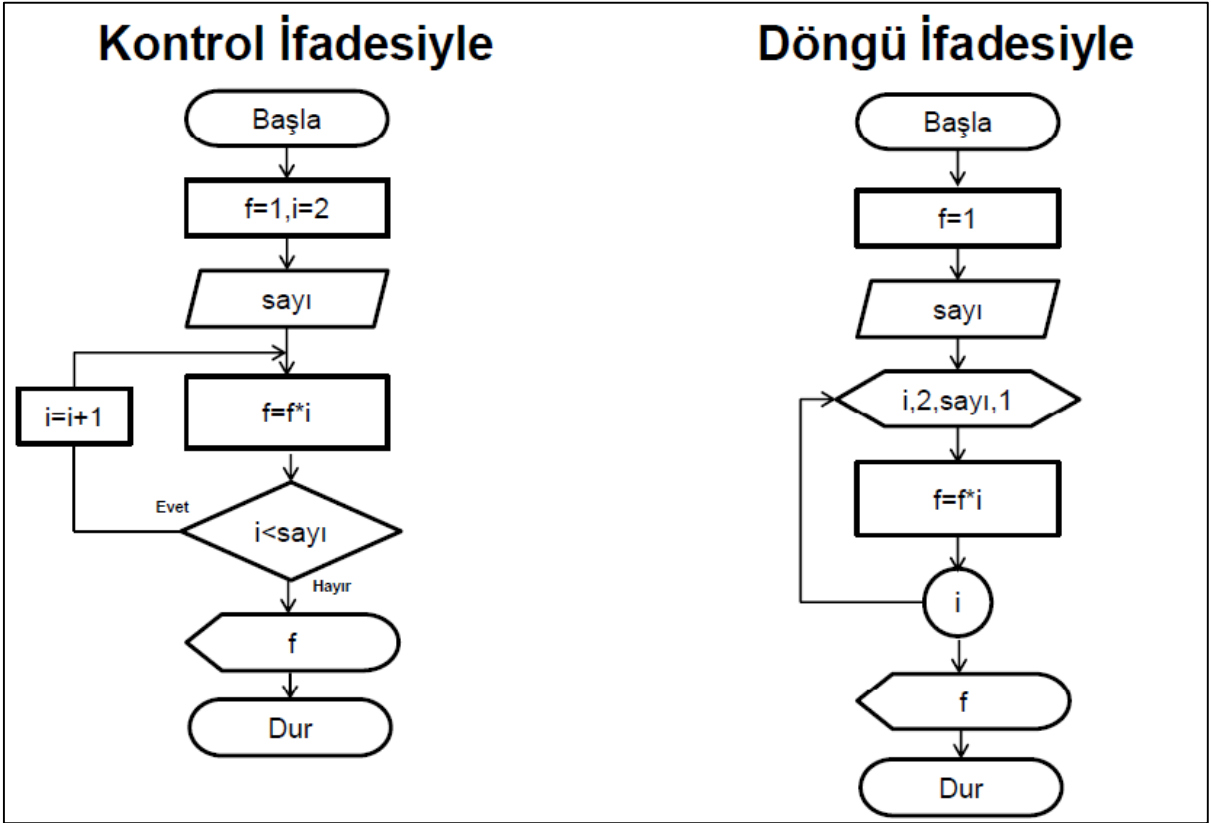 Kontrol İfadesiyle
Başla
f=1,i=2
sayı
i=i+1
f=f*i
Evet
i<sayı
Hayır
f
Dur
Döngü İfadesiyle
Başla
f=1
sayı
i,2,sayı,1
f=f*i
i
f
Dur